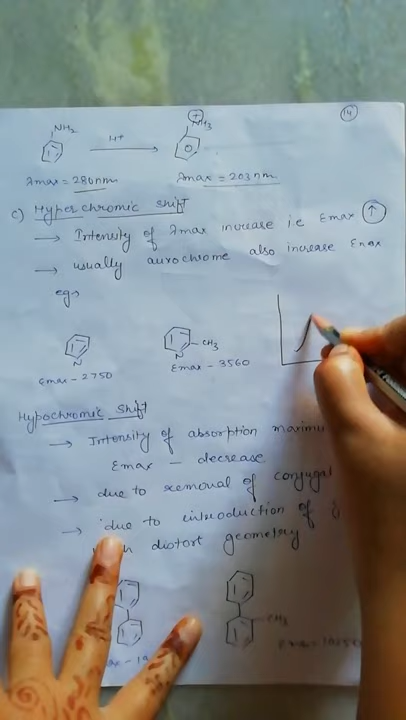 14
NH2 H+ + NH3
λmax = 280nm λmax = 203nm
c) Hyperchromic shift
→ Intensity of λmax increase i.e Emax ↑
→ usually auxochrome also increase Emax
eg→
N N CH3
Emax - 2750 Emax - 3560
Hypochromic shift
→ Intensity of absorption
Emax - decrease
→ due to removal of
→ due to introduction of
distort geometry
CH3